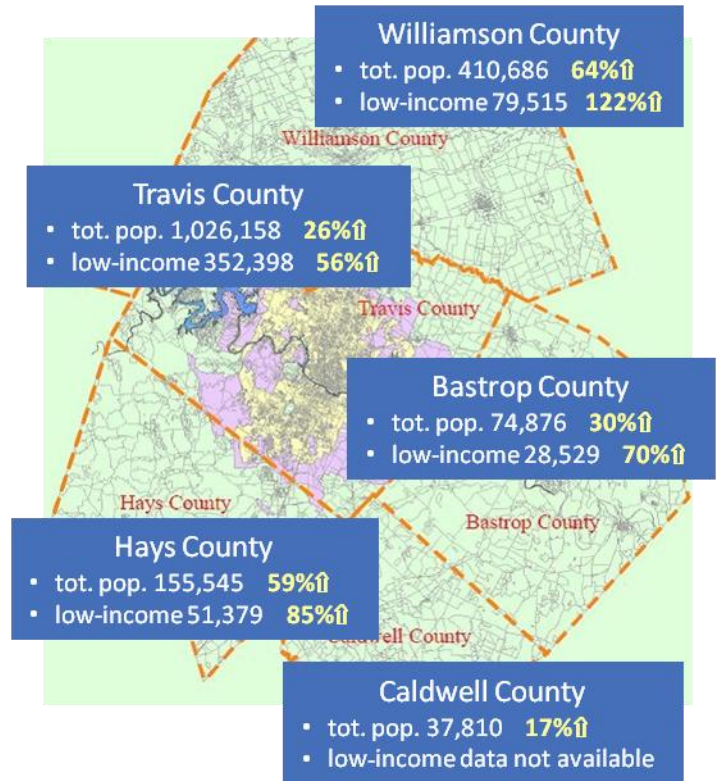 Williamson County
• tot. pop. 410,686 64%⇧
• low-income 79,515 122%⇧
Williamson County
Travis County
• tot. pop. 1,026,158 26%⇧
• low-income 352,398 56%⇧
Travis County
Bastrop County
• tot. pop. 74,876 30%⇧
• low-income 28,529 70%⇧
Hays County
Bastrop County
Hays County
• tot. pop. 155,545 59%⇧
• low-income 51,379 85%⇧
Caldwell County
Caldwell County
• tot. pop. 37,810 17%⇧
• low-income data not available